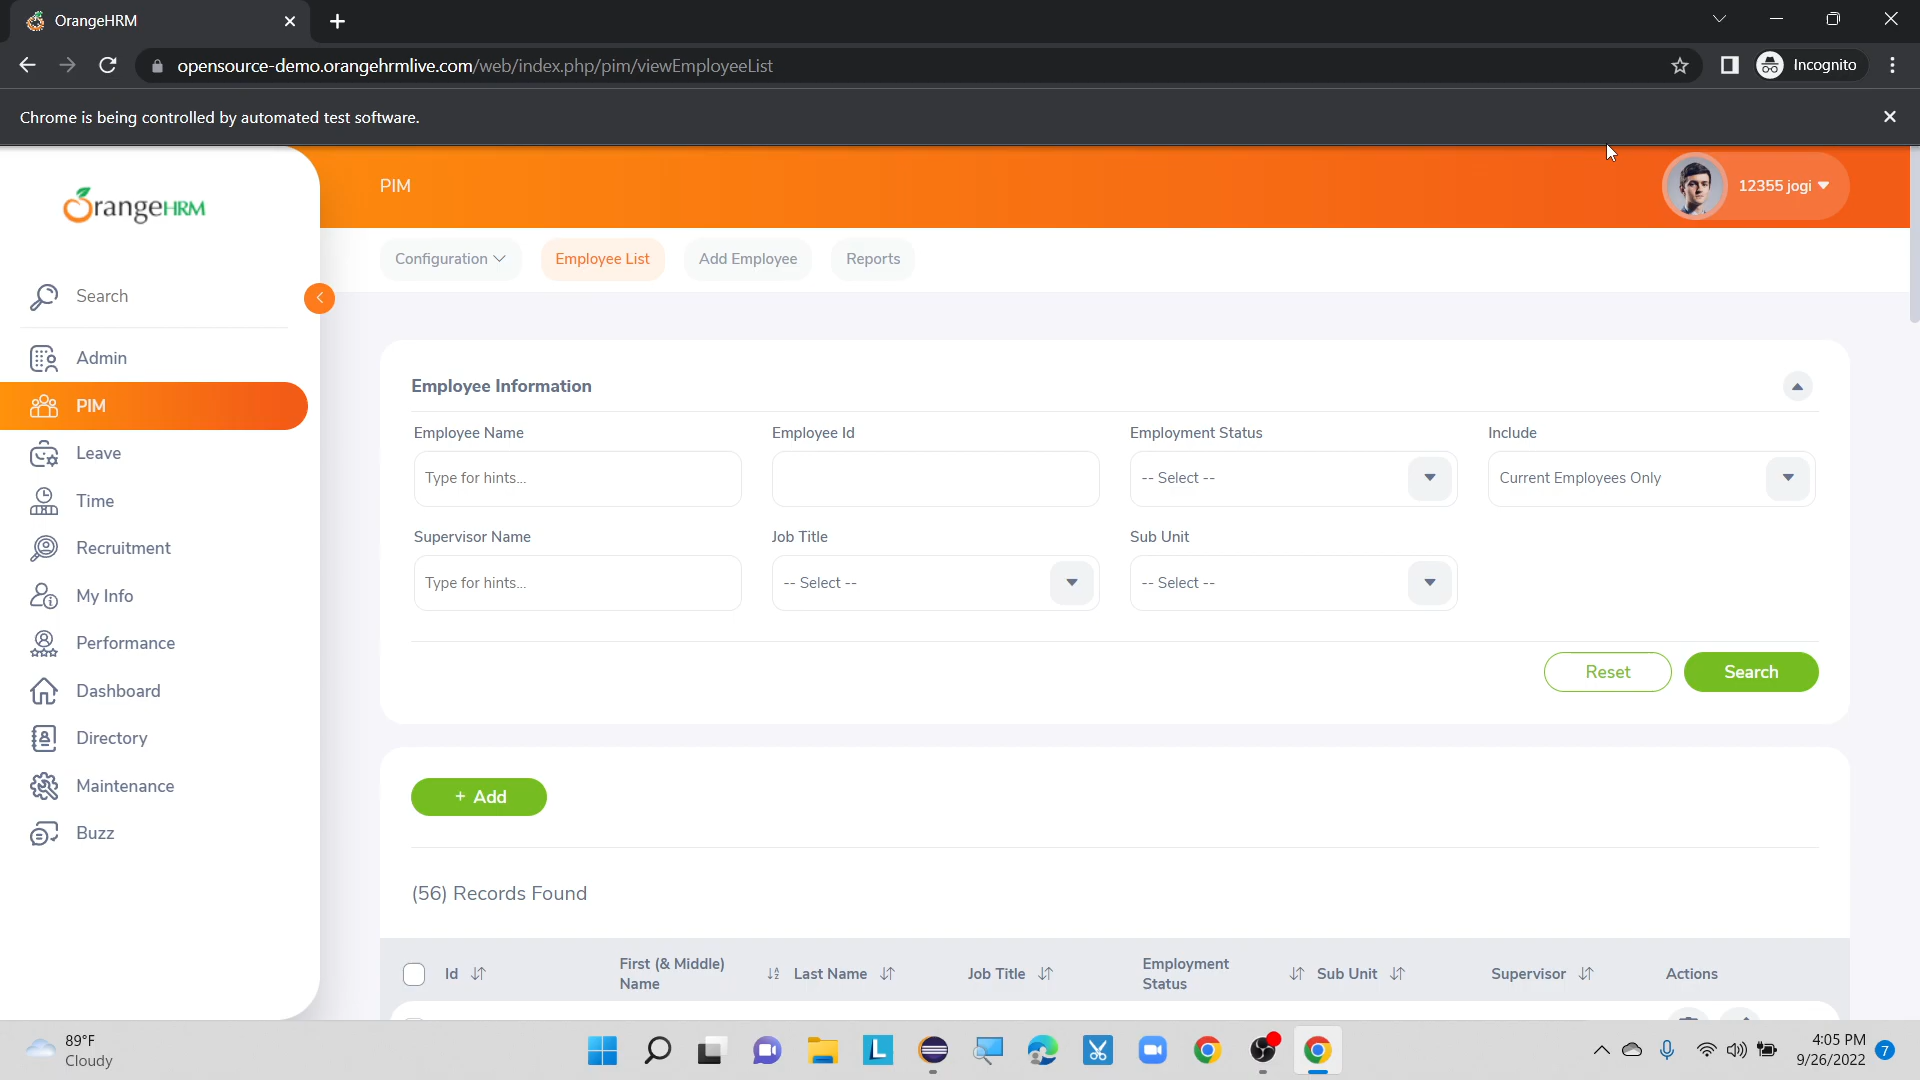 OrangeHRM
opensource-demo.orangehrmlive.com/web/index.php/pim/viewEmployeeList
Incognito
Chrome is being controlled by automated test software.
OrangeHRM
PIM
12355 jogi
Configuration
Employee List
Add Employee
Reports
Search
Admin
PIM
Leave
Time
Recruitment
My Info
Performance
Dashboard
Directory
Maintenance
Buzz
Employee Information
Employee Name
Employee Id
Employment Status
Include
Type for hints...
-- Select --
Current Employees Only
Supervisor Name
Job Title
Sub Unit
Type for hints...
-- Select --
-- Select --
Reset
Search
+ Add
(56) Records Found
Id
First (& Middle)
Name
Last Name
Job Title
Employment
Status
Sub Unit
Supervisor
Actions
89°F
Cloudy
L
4:05 PM
9/26/2022
7